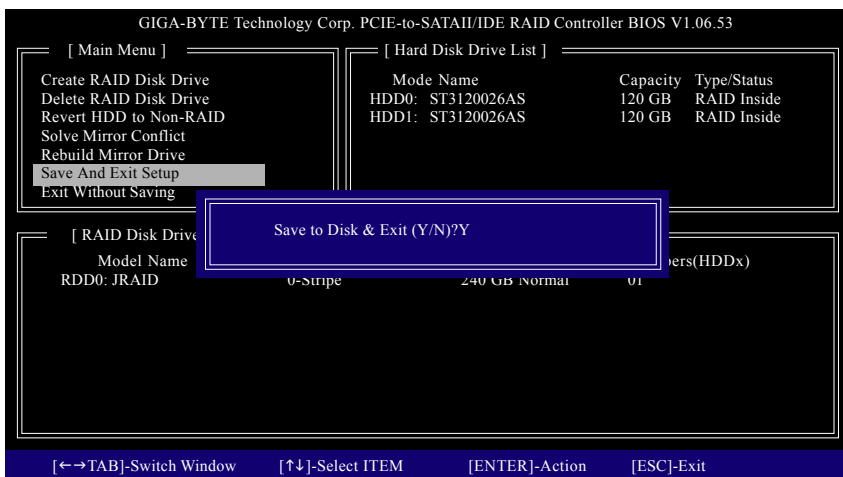 GIGA-BYTE Technology Corp. PCIE-to-SATAII/IDE RAID Controller BIOS V1.06.53
[ Main Menu ]
Create RAID Disk Drive
Delete RAID Disk Drive
Revert HDD to Non-RAID
Solve Mirror Conflict
Rebuild Mirror Drive
Save And Exit Setup
Exit Without Saving
[ Hard Disk Drive List ]
Mode Name Capacity Type/Status
HDD0: ST3120026AS 120 GB RAID Inside
HDD1: ST3120026AS 120 GB RAID Inside
Save to Disk & Exit (Y/N)?Y
[ RAID Disk Drive
Model Name bers(HDDx)
RDD0: JRAID 0-Stripe 240 GB Normal 01
[←→TAB]-Switch Window [↑↓]-Select ITEM [ENTER]-Action [ESC]-Exit